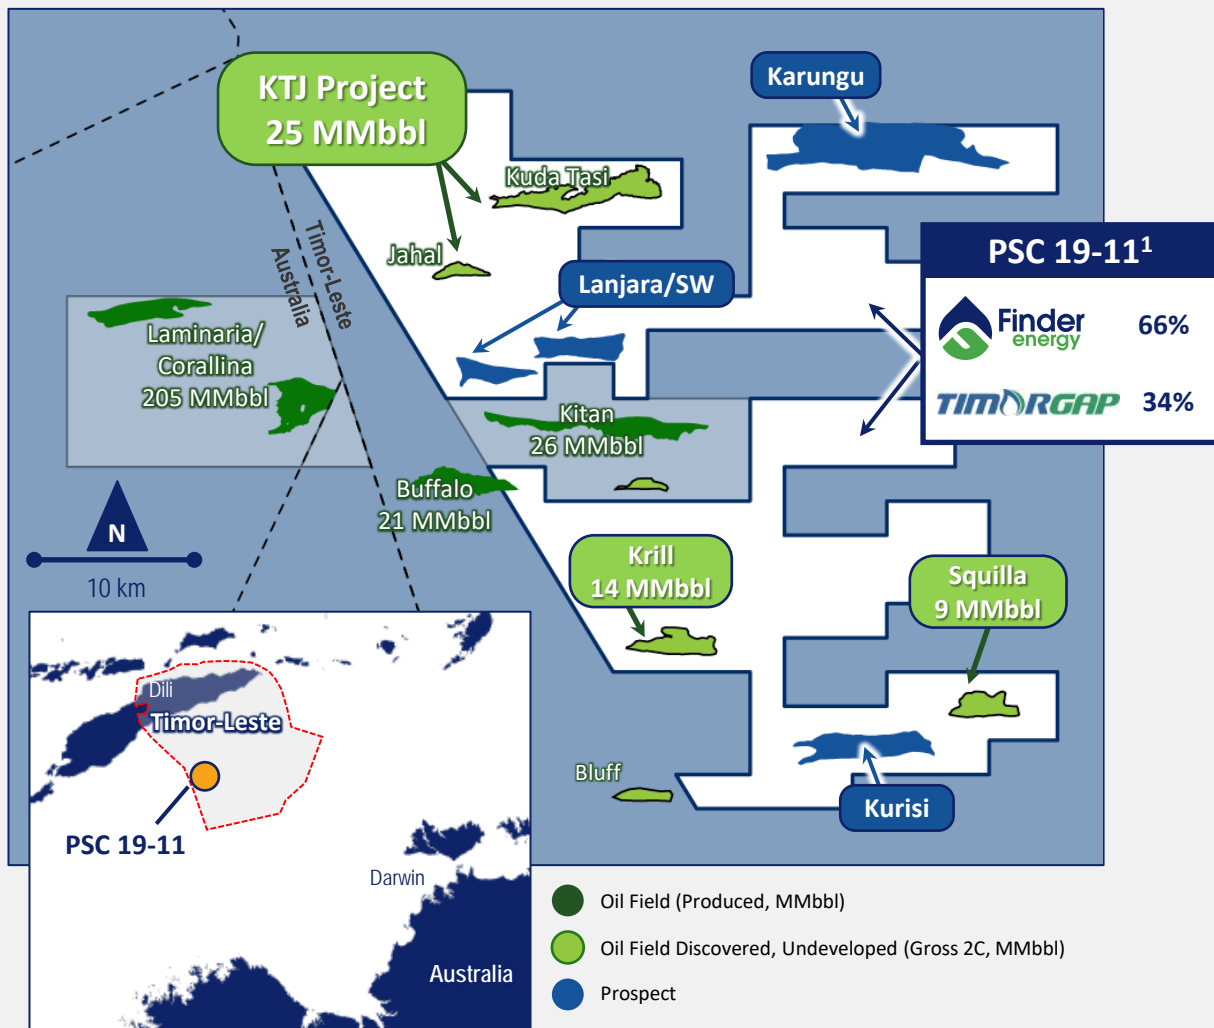 KTJ Project
25 MMbbl
Karungu
Kuda Tasi
Jahal
Timor-Leste
Australia
Lanjara/SW
PSC 19-11¹
Finder
energy
66%
TIMORGAP
34%
Laminaria/
Corallina
205 MMbbl
Kitan
26 MMbbl
Buffalo
21 MMbbl
N
10 km
Krill
14 MMbbl
Squilla
9 MMbbl
Bluff
Kurisi
Dili
Timor-Leste
PSC 19-11
Darwin
Australia
Oil Field (Produced, MMbbl)
Oil Field Discovered, Undeveloped (Gross 2C, MMbbl)
Prospect